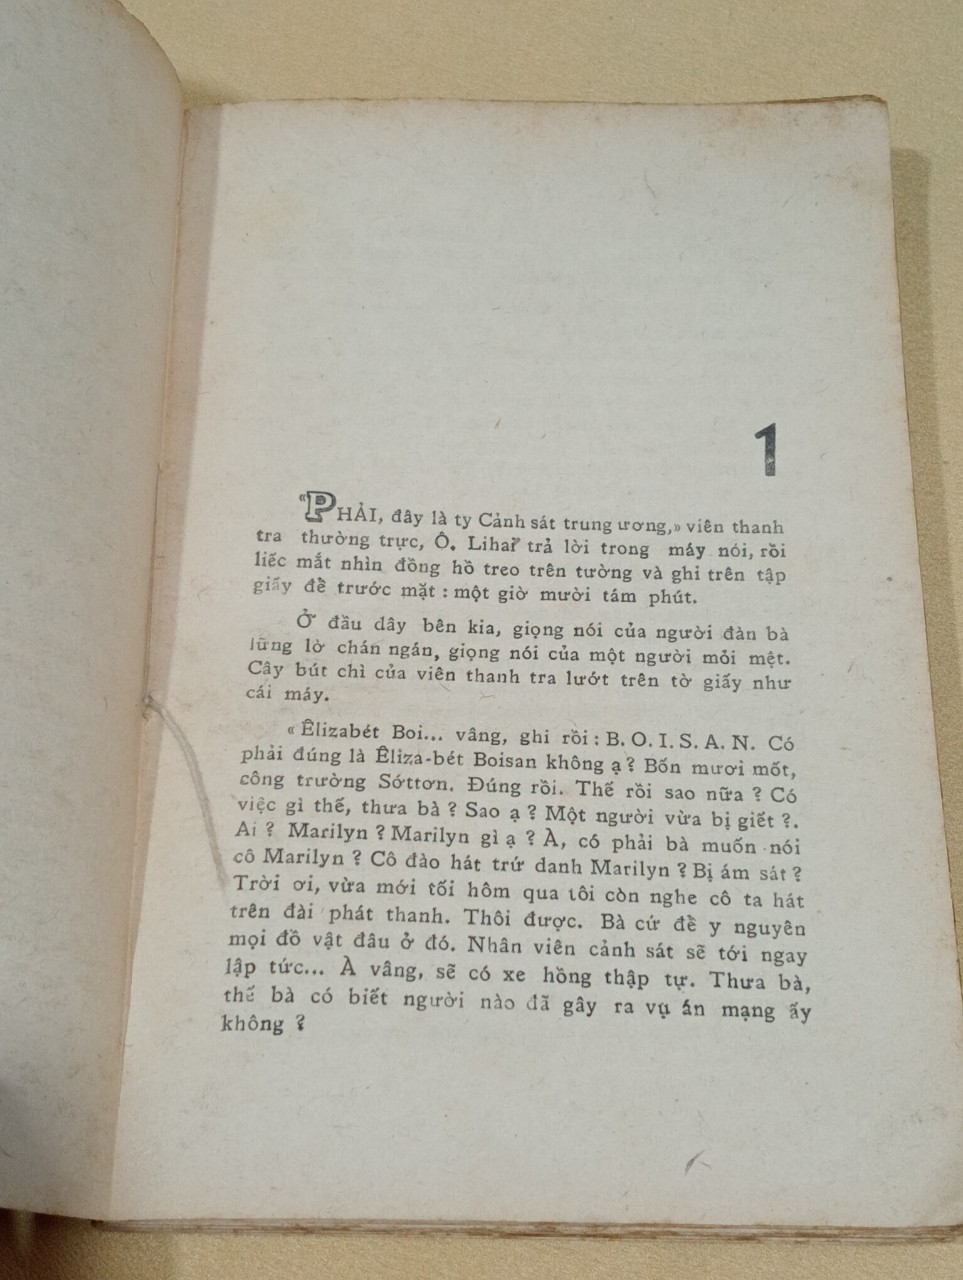 1
«PHẢI, đây là ty Cảnh sát trung ương,» viên thanh
tra thường trực, Ô. Lihar trả lời trong máy nói, rồi
liếc mắt nhìn đồng hồ treo trên tường và ghi trên tập
giấy để trước mặt : một giờ mười tám phút.
Ở đầu dây bên kia, giọng nói của người đàn bà
lững lờ chán ngán, giọng nói của một người mỏi mệt.
Cây bút chì của viên thanh tra lướt trên tờ giấy như
cái máy.
« Êlizabét Boi... vâng, ghi rồi : B. O. I. S. A. N. Có
phải đúng là Êliza-bét Boisan không ạ ? Bốn mươi mốt,
công trường Sớttơn. Đúng rồi. Thế rồi sao nữa ? Có
việc gì thế, thưa bà ? Sao ạ ? Một người vừa bị giết ?.
Ai ? Marilyn ? Marilyn gì ạ ? À, có phải bà muốn nói
cô Marilyn ? Cô đào hát trứ danh Marilyn ? Bị ám sát ?
Trời ơi, vừa mới tối hôm qua tôi còn nghe cô ta hát
trên đài phát thanh. Thôi được. Bà cứ để y nguyên
mọi đồ vật đâu ở đó. Nhân viên cảnh sát sẽ tới ngay
lập tức... À vâng, sẽ có xe hồng thập tự. Thưa bà,
thế bà có biết người nào đã gây ra vụ án mạng ấy
không ?